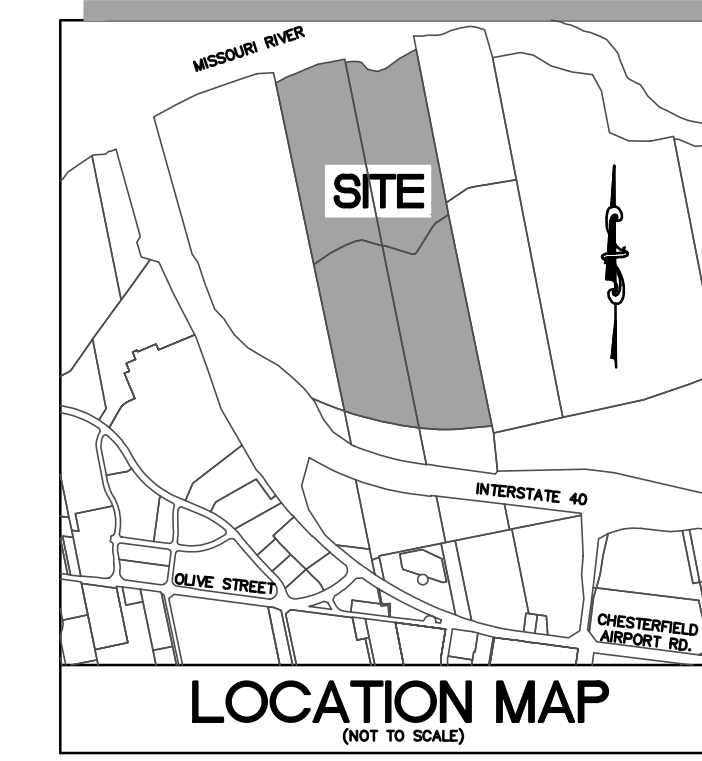 MISSOURI RIVER
SITE
INTERSTATE 40
OLIVE STREET
CHESTERFIELD
AIRPORT RD.
LOCATION MAP
(NOT TO SCALE)